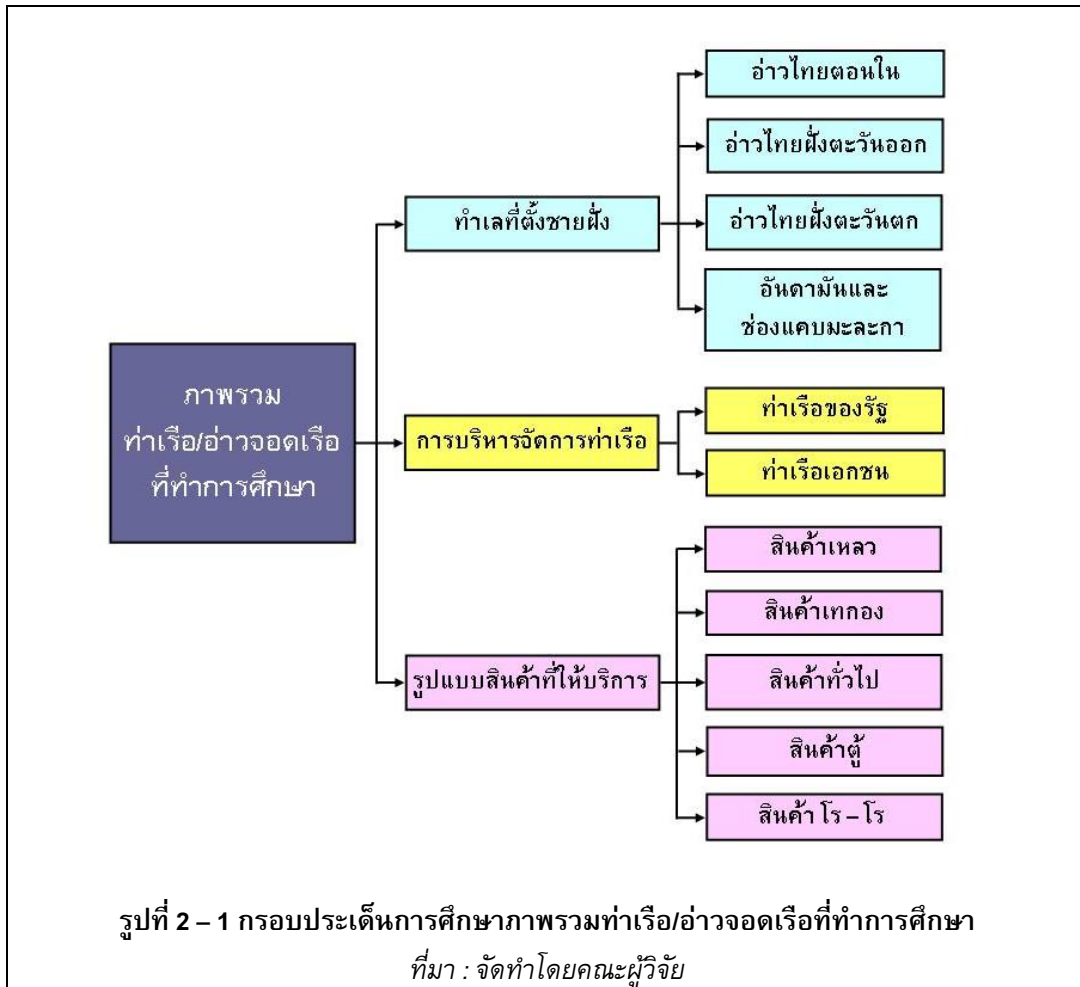 ภาพรวม
ท่าเรือ/อ่าวจอดเรือ
ที่ทำการศึกษา
ทำเลที่ตั้งชายฝั่ง
อ่าวไทยตอนใน
อ่าวไทยฝั่งตะวันออก
อ่าวไทยฝั่งตะวันตก
อันดามันและ
ช่องแคบมะละกา
การบริหารจัดการท่าเรือ
ท่าเรือของรัฐ
ท่าเรือเอกชน
รูปแบบสินค้าที่ให้บริการ
สินค้าเหลว
สินค้าเทกอง
สินค้าทั่วไป
สินค้าตู้
สินค้า โร – โร
รูปที่ 2 – 1 กรอบประเด็นการศึกษาภาพรวมท่าเรือ/อ่าวจอดเรือที่ทำการศึกษา
ที่มา : จัดทำโดยคณะผู้วิจัย